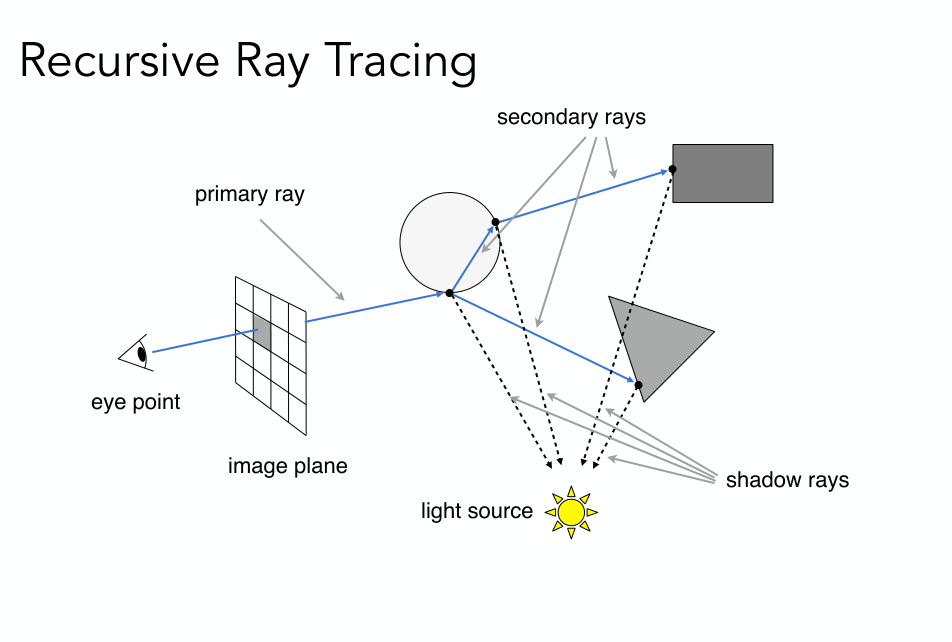 Recursive Ray Tracing
secondary rays
primary ray
eye point
image plane
shadow rays
light source